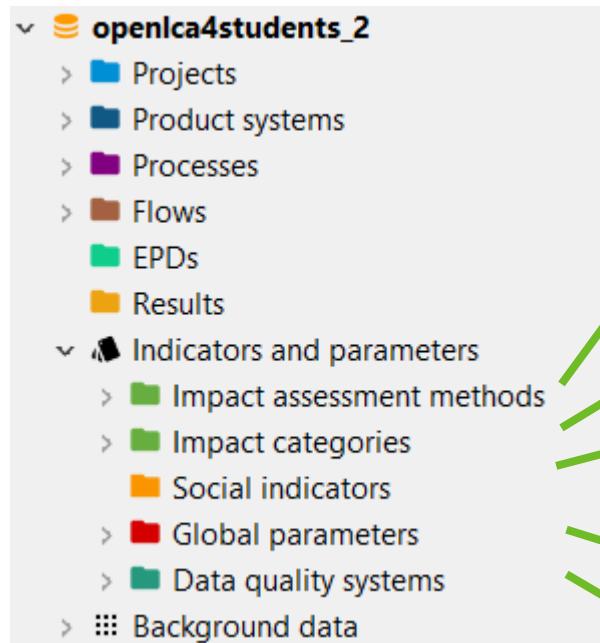 openlca4students_2
Projects
Product systems
Processes
Flows
EPDs
Results
Indicators and parameters
Impact assessment methods
Impact categories
Social indicators
Global parameters
Data quality systems
Background data